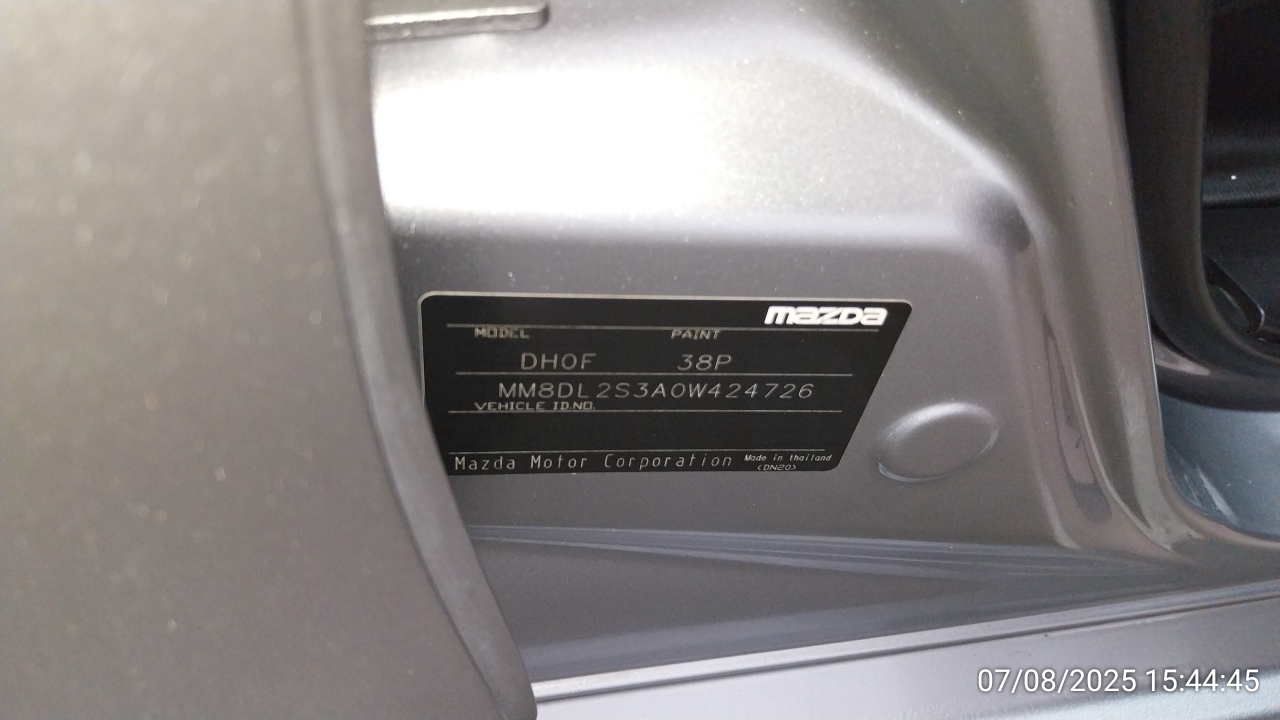 mazda
MODEL PAINT
DH0F 38P
MM8DL2S3A0W424726
VEHICLE ID.NO.
Mazda Motor Corporation Made in thailand
(DN20)
07/08/2025 15:44:45